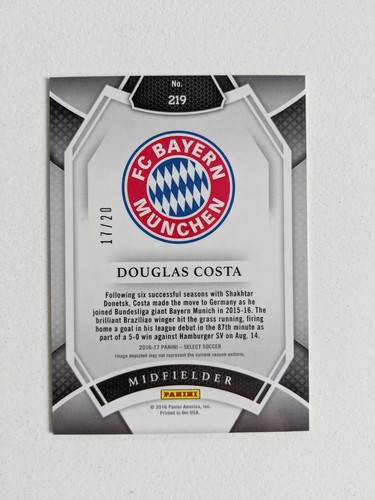 No.
219
FC BAYERN
MÜNCHEN
17/20
DOUGLAS COSTA
Following six successful seasons with Shakhtar
Donetsk, Costa made the move to Germany as he
joined Bundesliga giant Bayern Munich in 2015-16. The
brilliant Brazilian winger hit the grass running, firing
home a goal in his league debut in the 87th minute as
part of a 5-0 win against Hamburger SV on Aug. 14.
2016-17 PANINI – SELECT SOCCER
Image depicted may not represent the current season uniform.
MIDFIELDER
PANINI
© 2016 Panini America, Inc.
Printed in the USA.